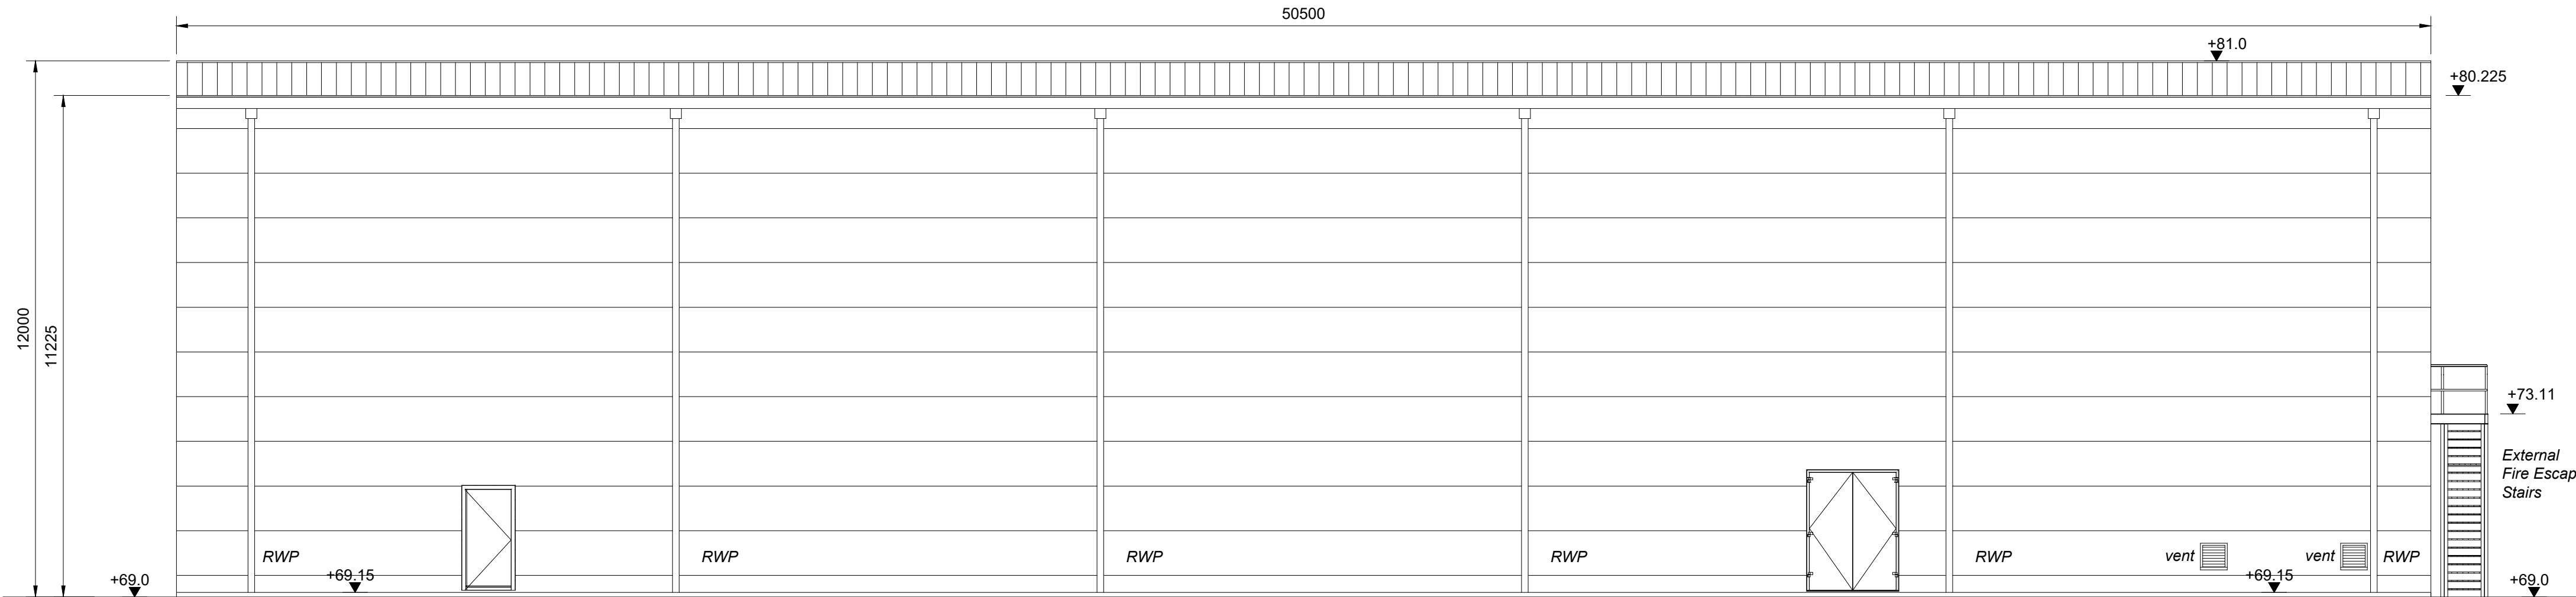 50500
+81.0
+80.225
12000
11225
+73.11
External
Fire Escap
Stairs
RWP
RWP
RWP
RWP
RWP
vent
vent
RWP
+69.0
+69.15
+69.15
+69.0